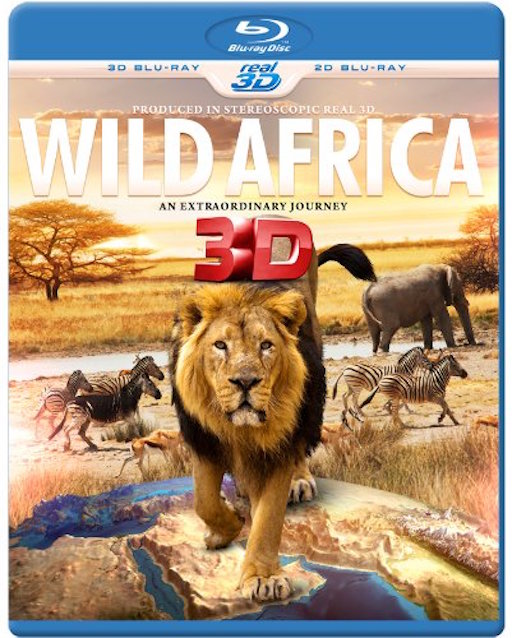 Blu-ray Disc
3D BLU-RAY real 3D 2D BLU-RAY
PRODUCED IN STEREOSCOPIC REAL 3D
WILD AFRICA
AN EXTRAORDINARY JOURNEY
3D